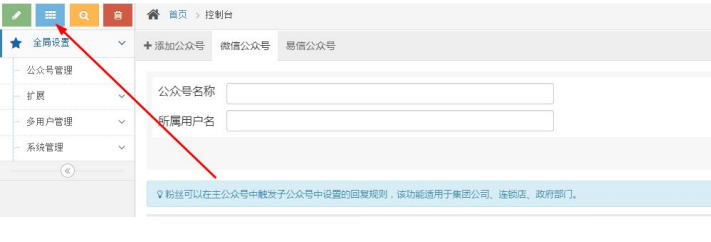 首页 > 控制台
全局设置
添加公众号 微信公众号 易信公众号
公众号管理
扩展
多用户管理
系统管理
公众号名称
所属用户名
粉丝可以在主公众号中触发子公众号中设置的回复规则，该功能适用于集团公司、连锁店、政府部门。